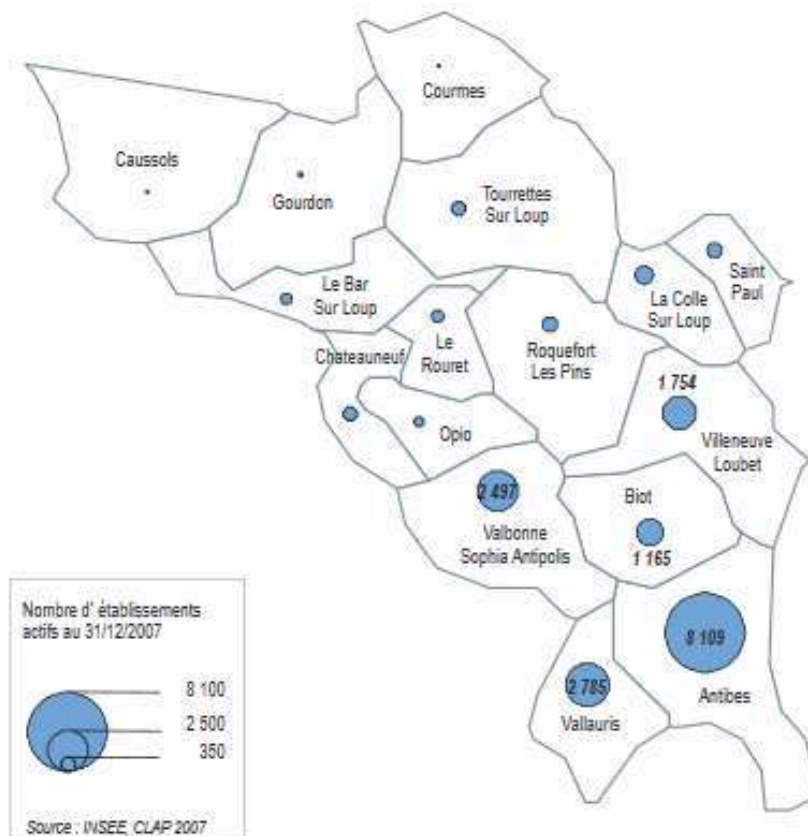 Courmes
Caussols
Gourdon
Tourrettes
Sur Loup
Saint
Paul
La Colle
Sur Loup
Le Bar
Sur Loup
Le
Rouret
Chateauneuf
Roquefort
Les Pins
1 754
Villeneuve
Loubet
Opio
2 497
Valbonne
Sophia Antipolis
Biot
1 165
8 109
Antibes
2 785
Vallauris
Nombre d' établissements
actifs au 31/12/2007
8 100
2 500
350
Source : INSEE, CLAP 2007